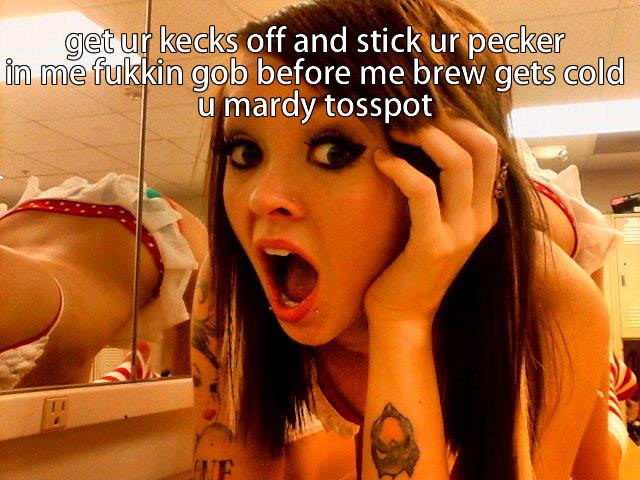 get ur kecks off and stick ur pecker
in me fukkin gob before me brew gets cold
u mardy tosspot